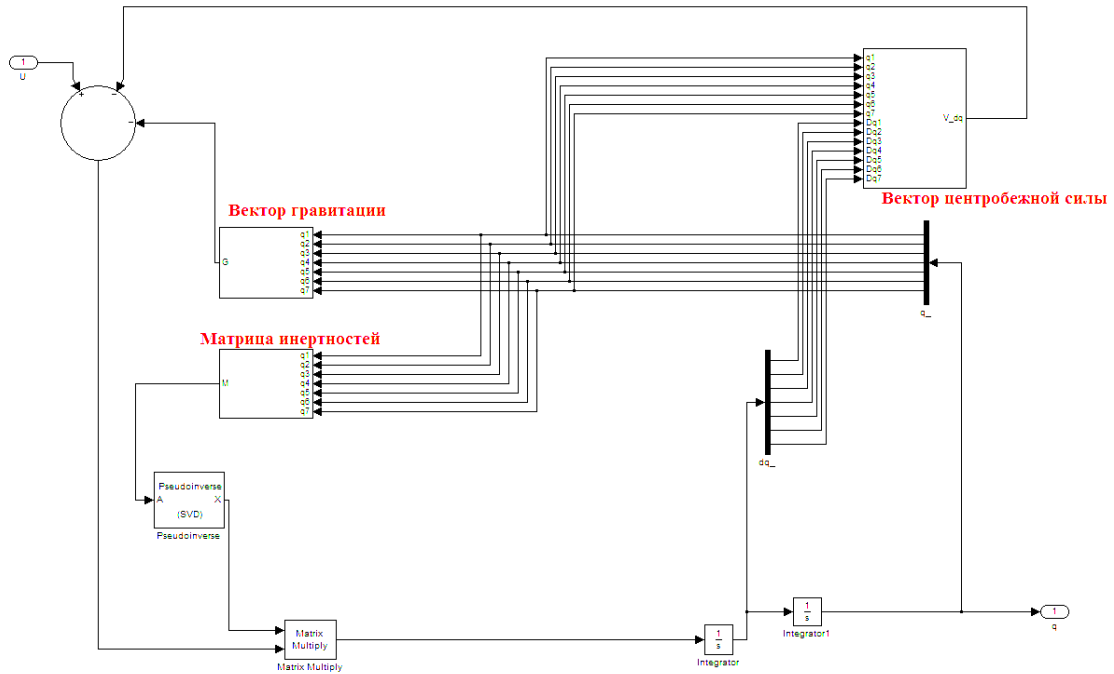 1
U
+
−
−
q1
q2
q3
q4
q5
q6
q7
Dq1
Dq2
Dq3
Dq4
Dq5
Dq6
Dq7
V_dq
Вектор центробежной силы
Вектор гравитации
G
q1
q2
q3
q4
q5
q6
q7
q_
Матрица инертностей
M
q1
q2
q3
q4
q5
q6
q7
dq_
Pseudoinverse
A X
(SVD)
Pseudoinverse
Matrix
Multiply
Matrix Multiply
1
s
Integrator
1
s
Integrator1
1
q